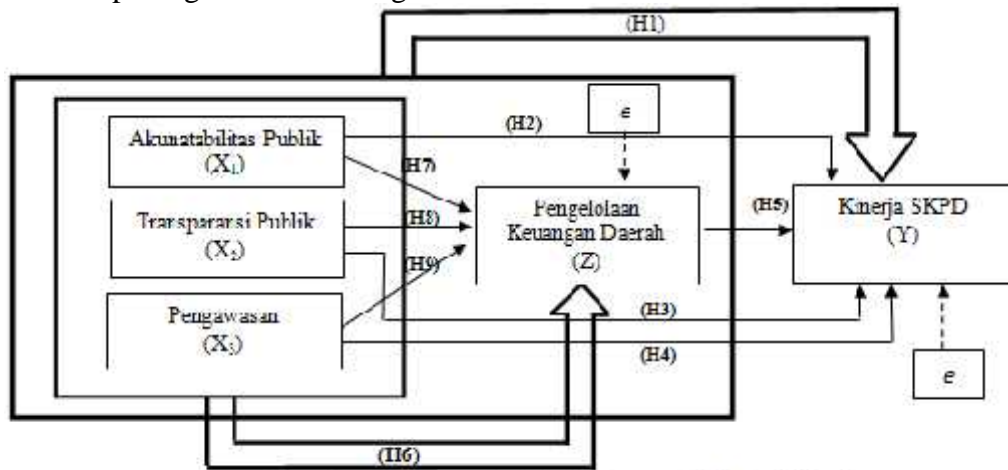 (H1)
ϵ
(H2)
Akunatabilitas Publik
(X₁)
(H7)
Transparansi Publik
(X₂)
(H8)
Pengelolaan
Keuangan Daerah
(Z)
(H5)
Kinerja SKPD
(Y)
(H9)
Pengawasan
(X₃)
(H3)
(H4)
e
(H6)